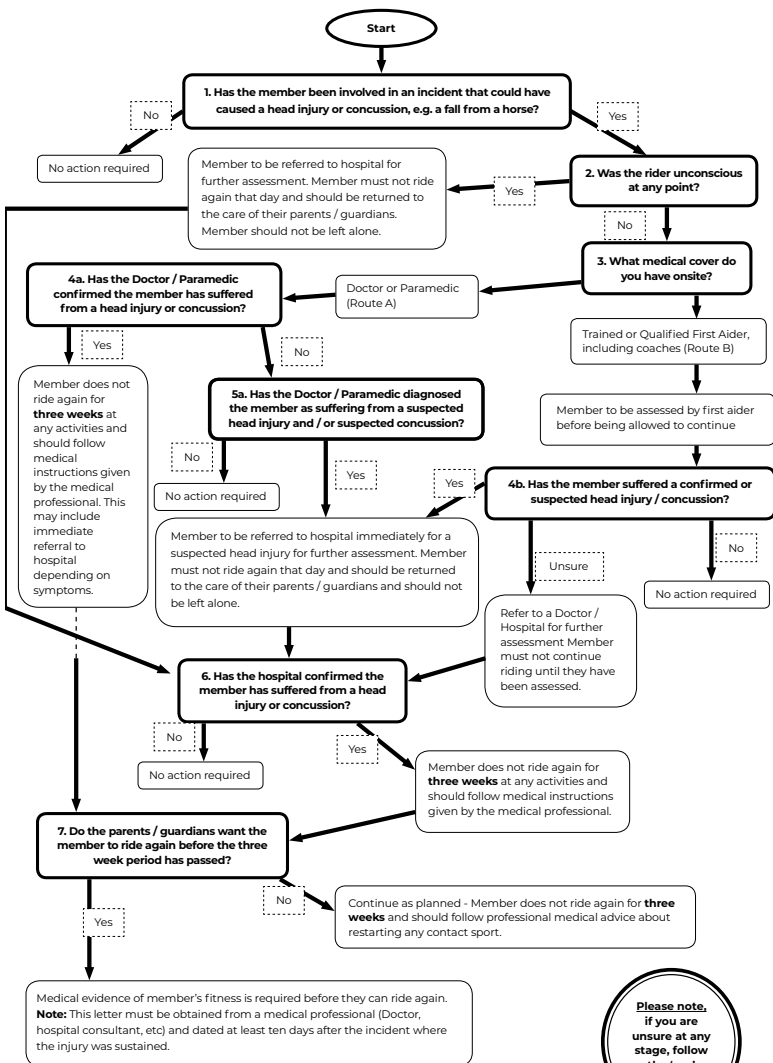 Start
1. Has the member been involved in an incident that could have
caused a head injury or concussion, e.g. a fall from a horse?
No
Yes
No action required
Member to be referred to hospital for
further assessment. Member must not ride
again that day and should be returned to
the care of their parents / guardians.
Member should not be left alone.
Yes
2. Was the rider unconscious
at any point?
No
3. What medical cover do
you have onsite?
Doctor or Paramedic
(Route A)
4a. Has the Doctor / Paramedic
confirmed the member has suffered
from a head injury or concussion?
Trained or Qualified First Aider,
including coaches (Route B)
Yes
No
Member does not
ride again for
three weeks at
any activities and
should follow
medical
instructions given
by the medical
professional. This
may include
immediate
referral to
hospital
depending on
symptoms.
5a. Has the Doctor / Paramedic diagnosed
the member as suffering from a suspected
head injury and / or suspected concussion?
Member to be assessed by first aider
before being allowed to continue
No
Yes
No action required
Yes
4b. Has the member suffered a confirmed or
suspected head injury / concussion?
Member to be referred to hospital immediately for a
suspected head injury for further assessment. Member
must not ride again that day and should be returned
to the care of their parents / guardians and should not
be left alone.
Unsure
No
No action required
Refer to a Doctor /
Hospital for further
assessment Member
must not continue
riding until they have
been assessed.
6. Has the hospital confirmed the
member has suffered from a head
injury or concussion?
No
Yes
No action required
Member does not ride again for
three weeks at any activities and
should follow medical instructions
given by the medical professional.
7. Do the parents / guardians want the
member to ride again before the three
week period has passed?
No
Yes
Continue as planned - Member does not ride again for three
weeks and should follow professional medical advice about
restarting any contact sport.
Medical evidence of member's fitness is required before they can ride again.
Note: This letter must be obtained from a medical professional (Doctor,
hospital consultant, etc) and dated at least ten days after the incident where
the injury was sustained.
Please note,
if you are
unsure at any
stage, follow